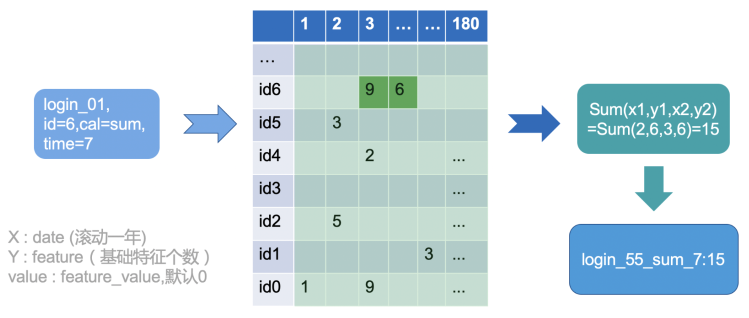 login_01,
id=6,cal=sum,
time=7
1 2 3 … … 180
…
id6 9 6
id5 3
id4 2 ...
id3 ...
id2 5 ...
id1 3 ...
id0 1 9 ...
Sum(x1,y1,x2,y2)
=Sum(2,6,3,6)=15
login_55_sum_7:15
X : date (滚动一年)
Y : feature（基础特征个数）
value : feature_value,默认0